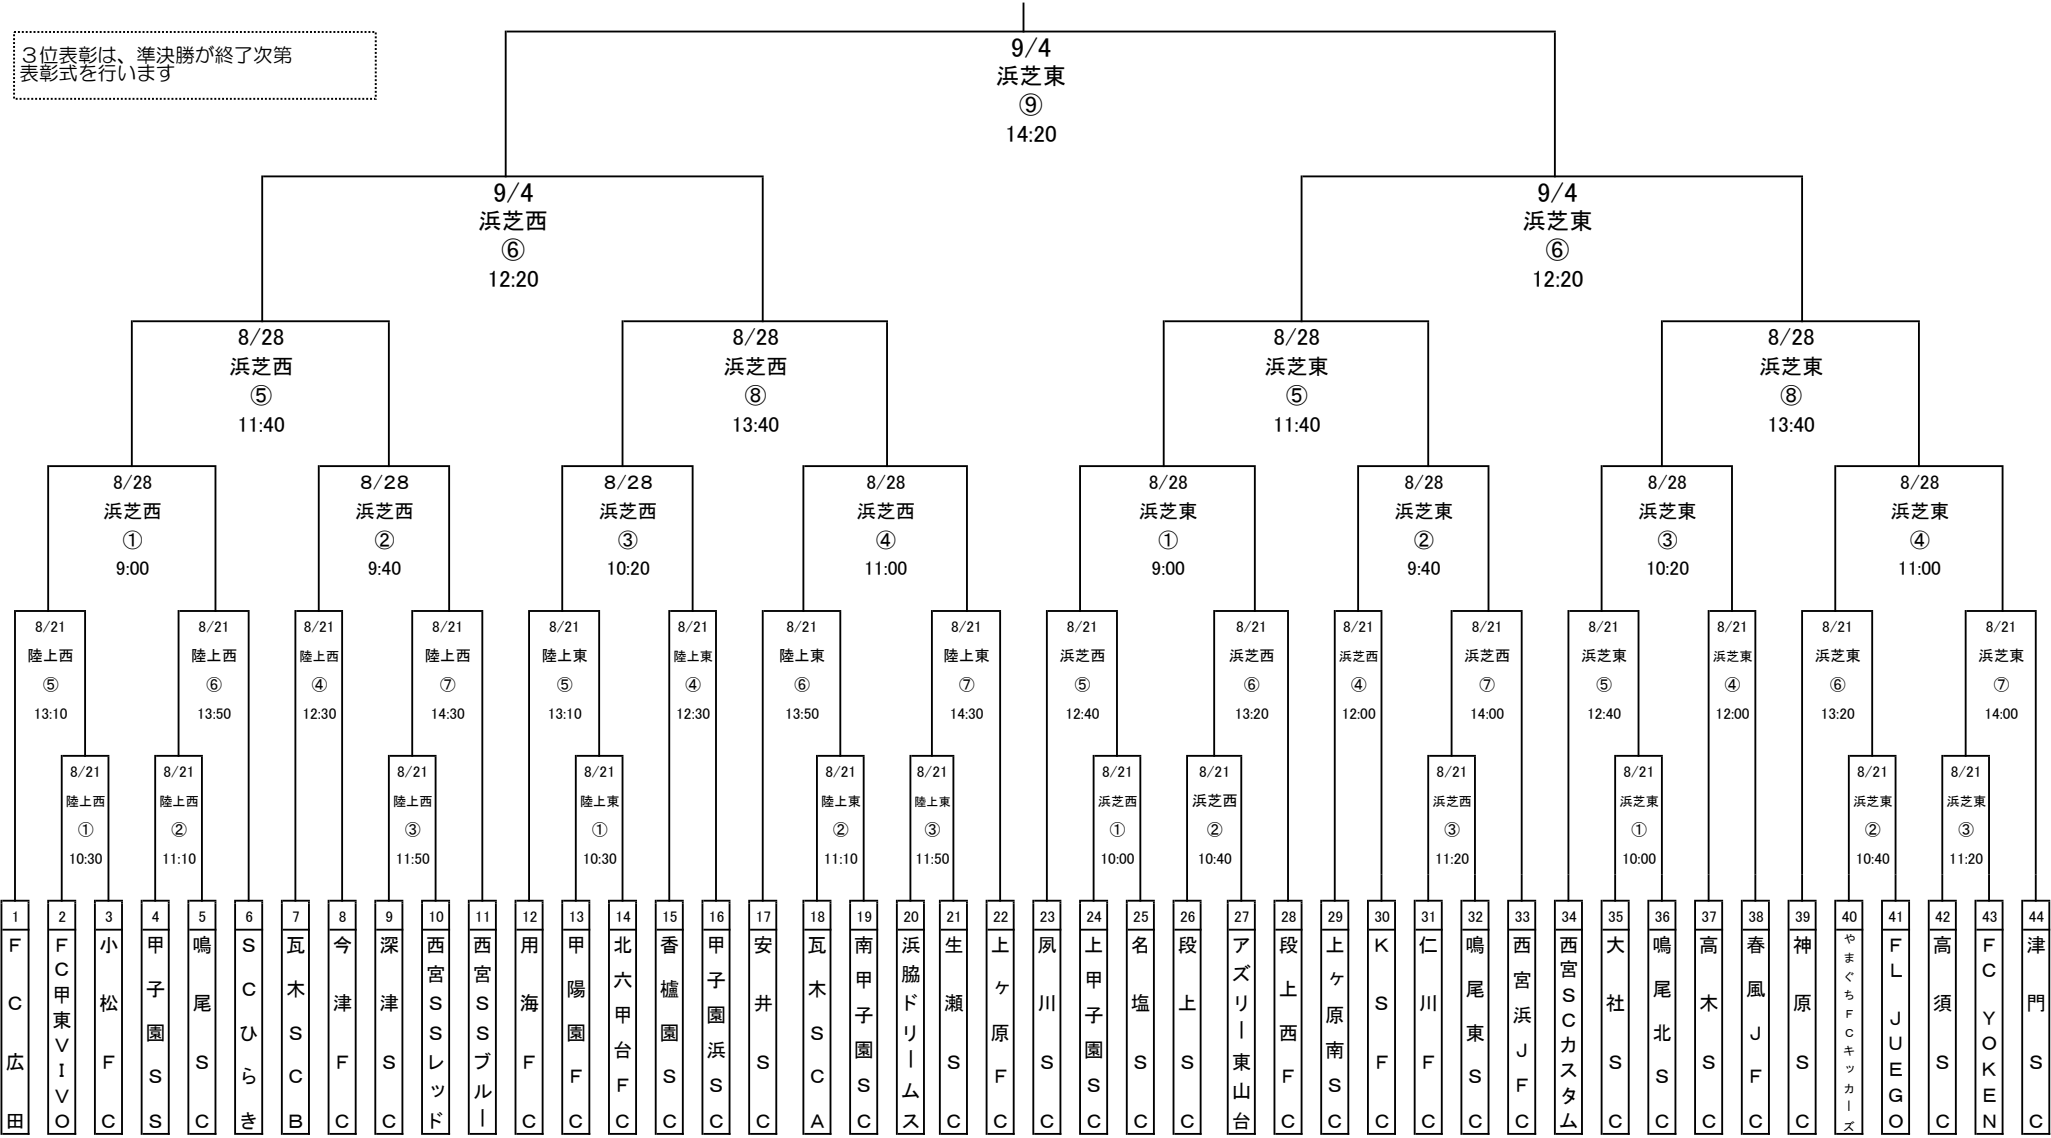 ３位表彰は、準決勝が終了次第
表彰式を行います
9/4
浜芝東
⑨
14:20
9/4
浜芝西
⑥
12:20
9/4
浜芝東
⑥
12:20
8/28
浜芝西
⑤
11:40
8/28
浜芝西
⑧
13:40
8/28
浜芝東
⑤
11:40
8/28
浜芝東
⑧
13:40
8/28
浜芝西
①
9:00
8/28
浜芝西
②
9:40
8/28
浜芝西
③
10:20
8/28
浜芝西
④
11:00
8/28
浜芝東
①
9:00
8/28
浜芝東
②
9:40
8/28
浜芝東
③
10:20
8/28
浜芝東
④
11:00
8/21
陸上西
⑤
13:10
8/21
陸上西
⑥
13:50
8/21
陸上西
④
12:30
8/21
陸上西
⑦
14:30
8/21
陸上東
⑤
13:10
8/21
陸上東
④
12:30
8/21
陸上東
⑥
13:50
8/21
陸上東
⑦
14:30
8/21
浜芝西
⑤
12:40
8/21
浜芝西
⑥
13:20
8/21
浜芝西
④
12:00
8/21
浜芝西
⑦
14:00
8/21
浜芝東
⑤
12:40
8/21
浜芝東
④
12:00
8/21
浜芝東
⑥
13:20
8/21
浜芝東
⑦
14:00
8/21
陸上西
①
10:30
8/21
陸上西
②
11:10
8/21
陸上西
③
11:50
8/21
陸上東
①
10:30
8/21
陸上東
②
11:10
8/21
陸上東
③
11:50
8/21
浜芝西
①
10:00
8/21
浜芝西
②
10:40
8/21
浜芝西
③
11:20
8/21
浜芝東
①
10:00
8/21
浜芝東
②
10:40
8/21
浜芝東
③
11:20
1
ＦＣ広田
2
ＦＣ甲東ＶＩＶＯ
3
小松ＦＣ
4
甲子園ＳＳ
5
鳴尾ＳＣ
6
ＳＣひらき
7
瓦木ＳＣＢ
8
今津ＦＣ
9
深津ＳＣ
10
西宮ＳＳレッド
11
西宮ＳＳブルー
12
用海ＦＣ
13
甲陽園ＦＣ
14
北六甲台ＦＣ
15
香櫨園ＳＣ
16
甲子園浜ＳＣ
17
安井ＳＣ
18
瓦木ＳＣＡ
19
南甲子園ＳＣ
20
浜脇ドリームス
21
生瀬ＳＣ
22
上ヶ原ＦＣ
23
夙川ＳＣ
24
上甲子園ＳＣ
25
名塩ＳＣ
26
段上ＳＣ
27
アズリー東山台
28
段上西ＦＣ
29
上ヶ原南ＳＣ
30
ＫＳＦＣ
31
仁川ＦＣ
32
鳴尾東ＳＣ
33
西宮浜ＪＦＣ
34
西宮ＳＣカスタム
35
大社ＳＣ
36
鳴尾北ＳＣ
37
高木ＳＣ
38
春風ＪＦＣ
39
神原ＳＣ
40
やまぐちＦＣキッカーズ
41
ＦＬ ＪＵＥＧＯ
42
高須ＳＣ
43
ＦＣ ＹＯＫＥＮ
44
津門ＳＣ